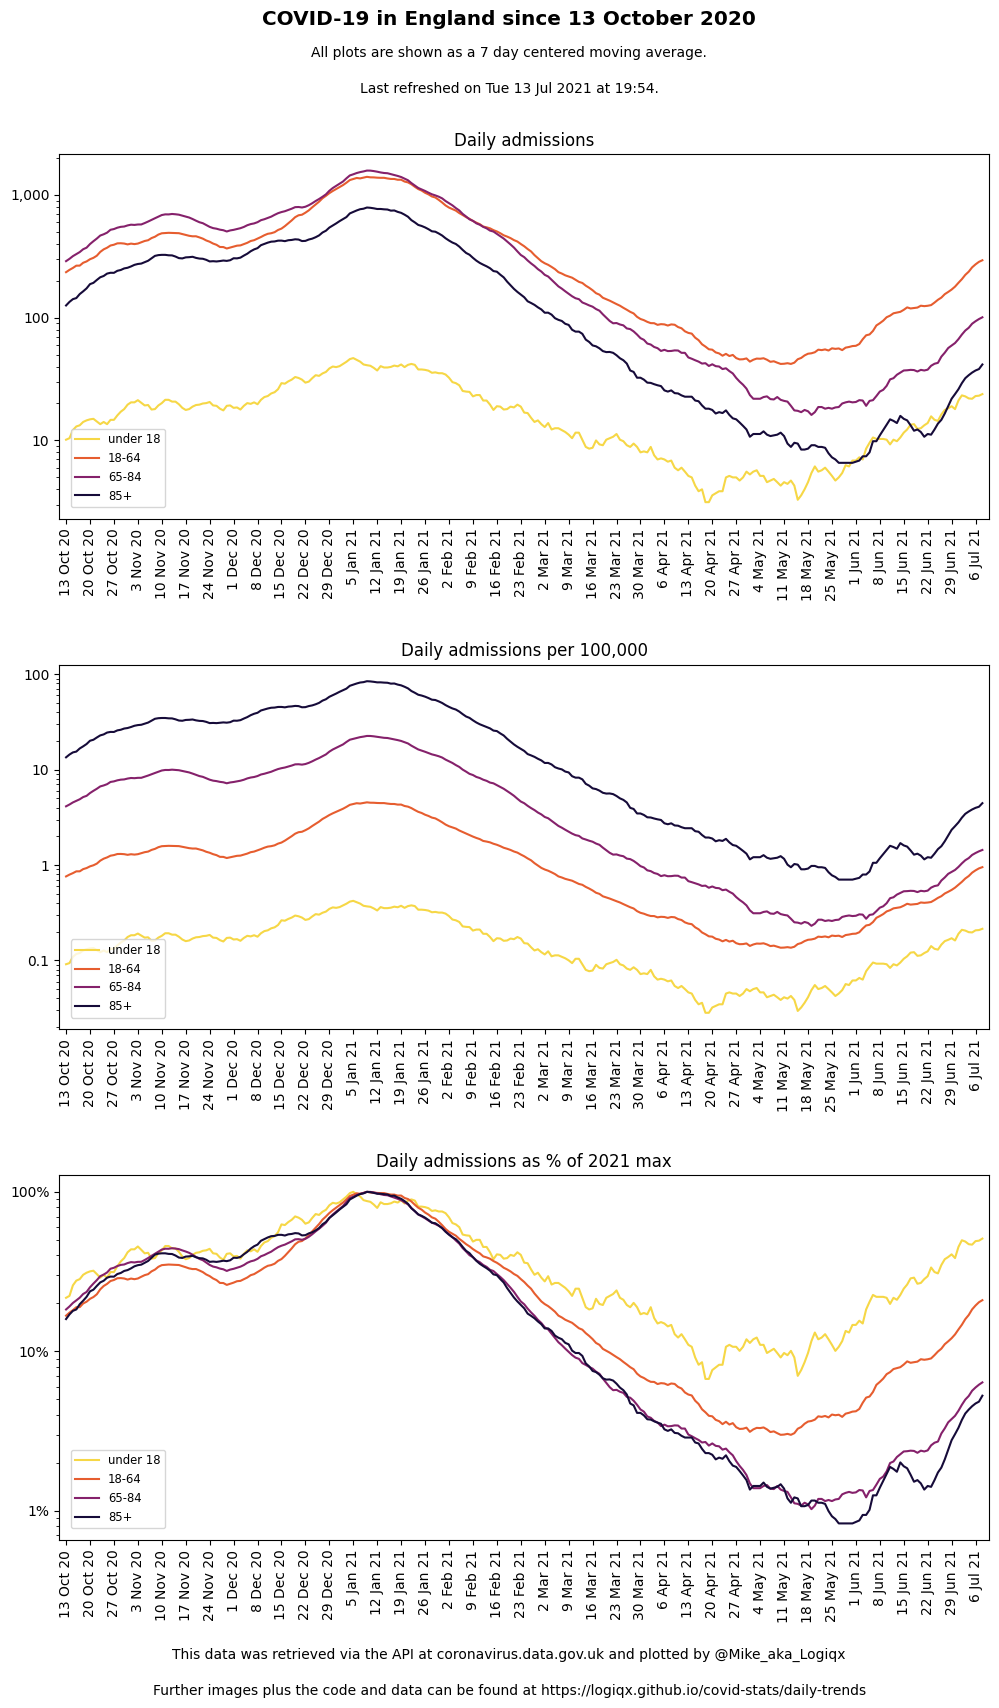 COVID-19 in England since 13 October 2020
All plots are shown as a 7 day centered moving average.
Last refreshed on Tue 13 Jul 2021 at 19:54.
Daily admissions
1,000
100
10
under 18
18-64
65-84
85+
13 Oct 20
20 Oct 20
27 Oct 20
3 Nov 20
10 Nov 20
17 Nov 20
24 Nov 20
1 Dec 20
8 Dec 20
15 Dec 20
22 Dec 20
29 Dec 20
5 Jan 21
12 Jan 21
19 Jan 21
26 Jan 21
2 Feb 21
9 Feb 21
16 Feb 21
23 Feb 21
2 Mar 21
9 Mar 21
16 Mar 21
23 Mar 21
30 Mar 21
6 Apr 21
13 Apr 21
20 Apr 21
27 Apr 21
4 May 21
11 May 21
18 May 21
25 May 21
1 Jun 21
8 Jun 21
15 Jun 21
22 Jun 21
29 Jun 21
6 Jul 21
Daily admissions per 100,000
100
10
1
0.1
under 18
18-64
65-84
85+
13 Oct 20
20 Oct 20
27 Oct 20
3 Nov 20
10 Nov 20
17 Nov 20
24 Nov 20
1 Dec 20
8 Dec 20
15 Dec 20
22 Dec 20
29 Dec 20
5 Jan 21
12 Jan 21
19 Jan 21
26 Jan 21
2 Feb 21
9 Feb 21
16 Feb 21
23 Feb 21
2 Mar 21
9 Mar 21
16 Mar 21
23 Mar 21
30 Mar 21
6 Apr 21
13 Apr 21
20 Apr 21
27 Apr 21
4 May 21
11 May 21
18 May 21
25 May 21
1 Jun 21
8 Jun 21
15 Jun 21
22 Jun 21
29 Jun 21
6 Jul 21
Daily admissions as % of 2021 max
100%
10%
1%
under 18
18-64
65-84
85+
13 Oct 20
20 Oct 20
27 Oct 20
3 Nov 20
10 Nov 20
17 Nov 20
24 Nov 20
1 Dec 20
8 Dec 20
15 Dec 20
22 Dec 20
29 Dec 20
5 Jan 21
12 Jan 21
19 Jan 21
26 Jan 21
2 Feb 21
9 Feb 21
16 Feb 21
23 Feb 21
2 Mar 21
9 Mar 21
16 Mar 21
23 Mar 21
30 Mar 21
6 Apr 21
13 Apr 21
20 Apr 21
27 Apr 21
4 May 21
11 May 21
18 May 21
25 May 21
1 Jun 21
8 Jun 21
15 Jun 21
22 Jun 21
29 Jun 21
6 Jul 21
This data was retrieved via the API at coronavirus.data.gov.uk and plotted by @Mike_aka_Logiqx
Further images plus the code and data can be found at https://logiqx.github.io/covid-stats/daily-trends